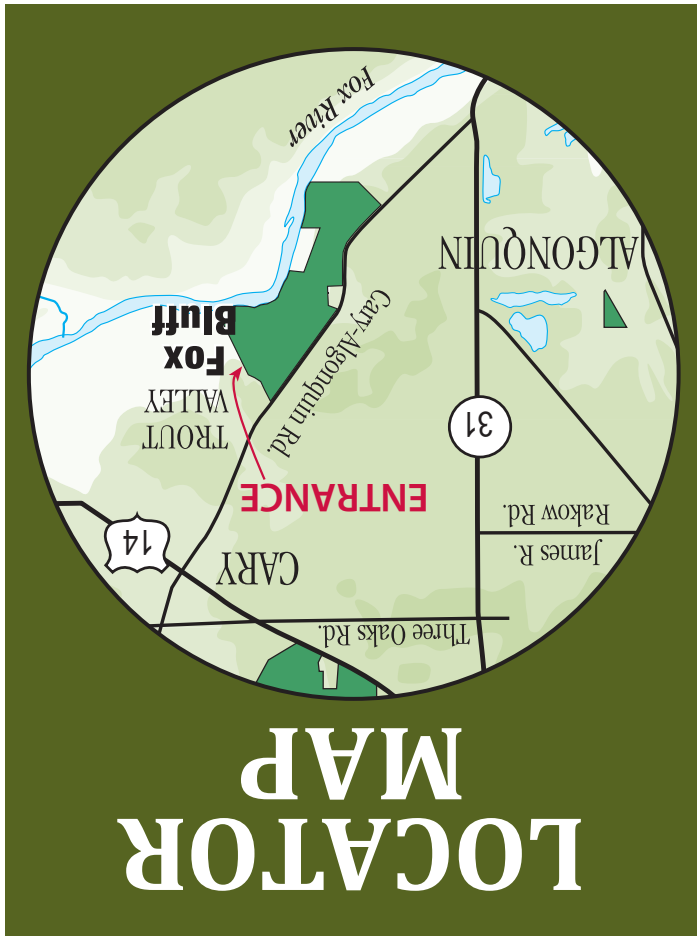 LOCATOR
MAP
Three Oaks Rd.
CARY
14
James R.
Rakow Rd.
ENTRANCE
31
TROUT
VALLEY
Fox
Bluff
Cary-Algonquin Rd.
ALGONQUIN
Fox River